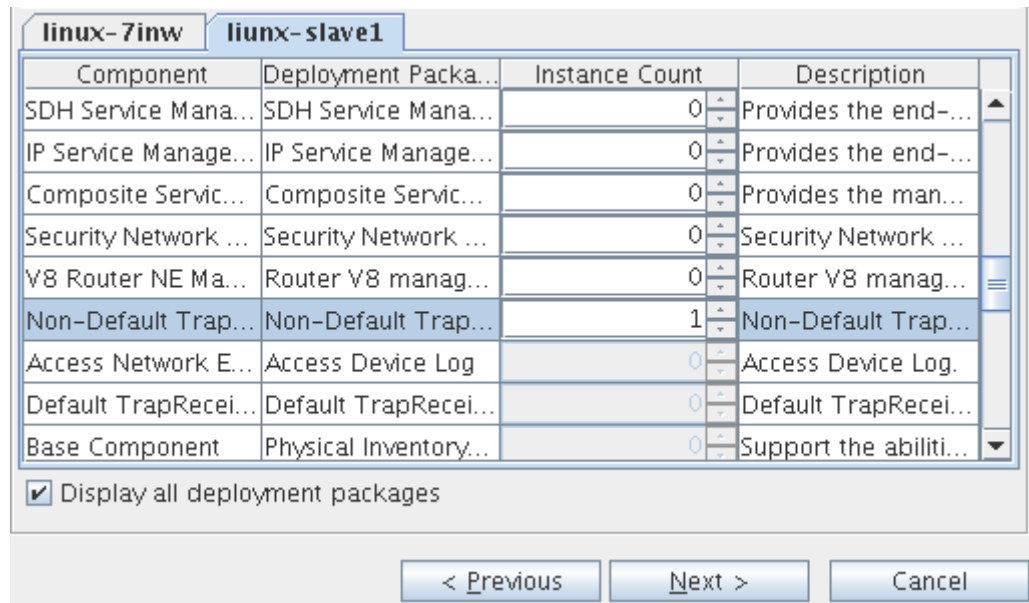 linux-7inw liunx-slave1
Component Deployment Packa... Instance Count Description
SDH Service Mana... SDH Service Mana... 0 Provides the end-...
IP Service Manage... IP Service Manage... 0 Provides the end-...
Composite Servic... Composite Servic... 0 Provides the man...
Security Network ... Security Network ... 0 Security Network ...
V8 Router NE Ma... Router V8 manag... 0 Router V8 manag...
Non-Default Trap... Non-Default Trap... 1 Non-Default Trap...
Access Network E... Access Device Log 0 Access Device Log.
Default TrapRecei... Default TrapRecei... 0 Default TrapRecei...
Base Component Physical Inventory... 0 Support the abiliti...
Display all deployment packages
< Previous Next > Cancel